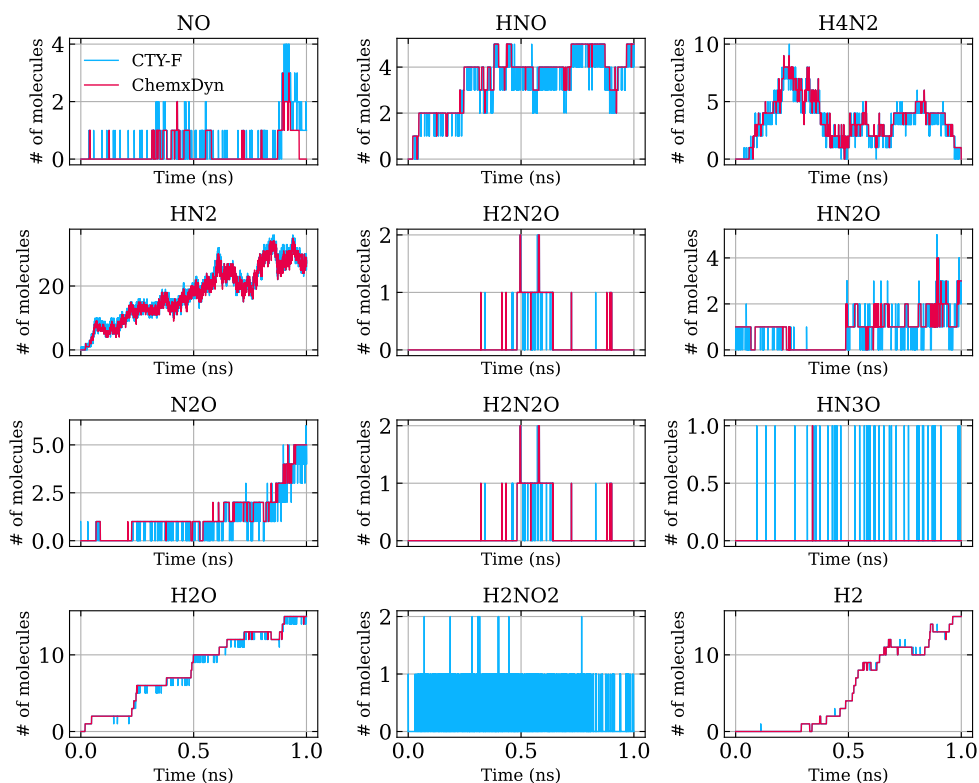 NO
HNO
H4N2
# of molecules
4
2
0
CTY-F
ChemxDyn
Time (ns)
# of molecules
4
2
0
Time (ns)
# of molecules
10
5
0
Time (ns)
HN2
H2N2O
HN2O
# of molecules
20
0
Time (ns)
# of molecules
2
1
0
Time (ns)
# of molecules
4
2
0
Time (ns)
N2O
H2N2O
HN3O
# of molecules
5.0
2.5
0.0
Time (ns)
# of molecules
2
1
0
Time (ns)
# of molecules
1.0
0.5
0.0
Time (ns)
H2O
H2NO2
H2
# of molecules
10
0
0.0 0.5 1.0
Time (ns)
# of molecules
2
1
0
0.0 0.5 1.0
Time (ns)
# of molecules
10
0
0.0 0.5 1.0
Time (ns)